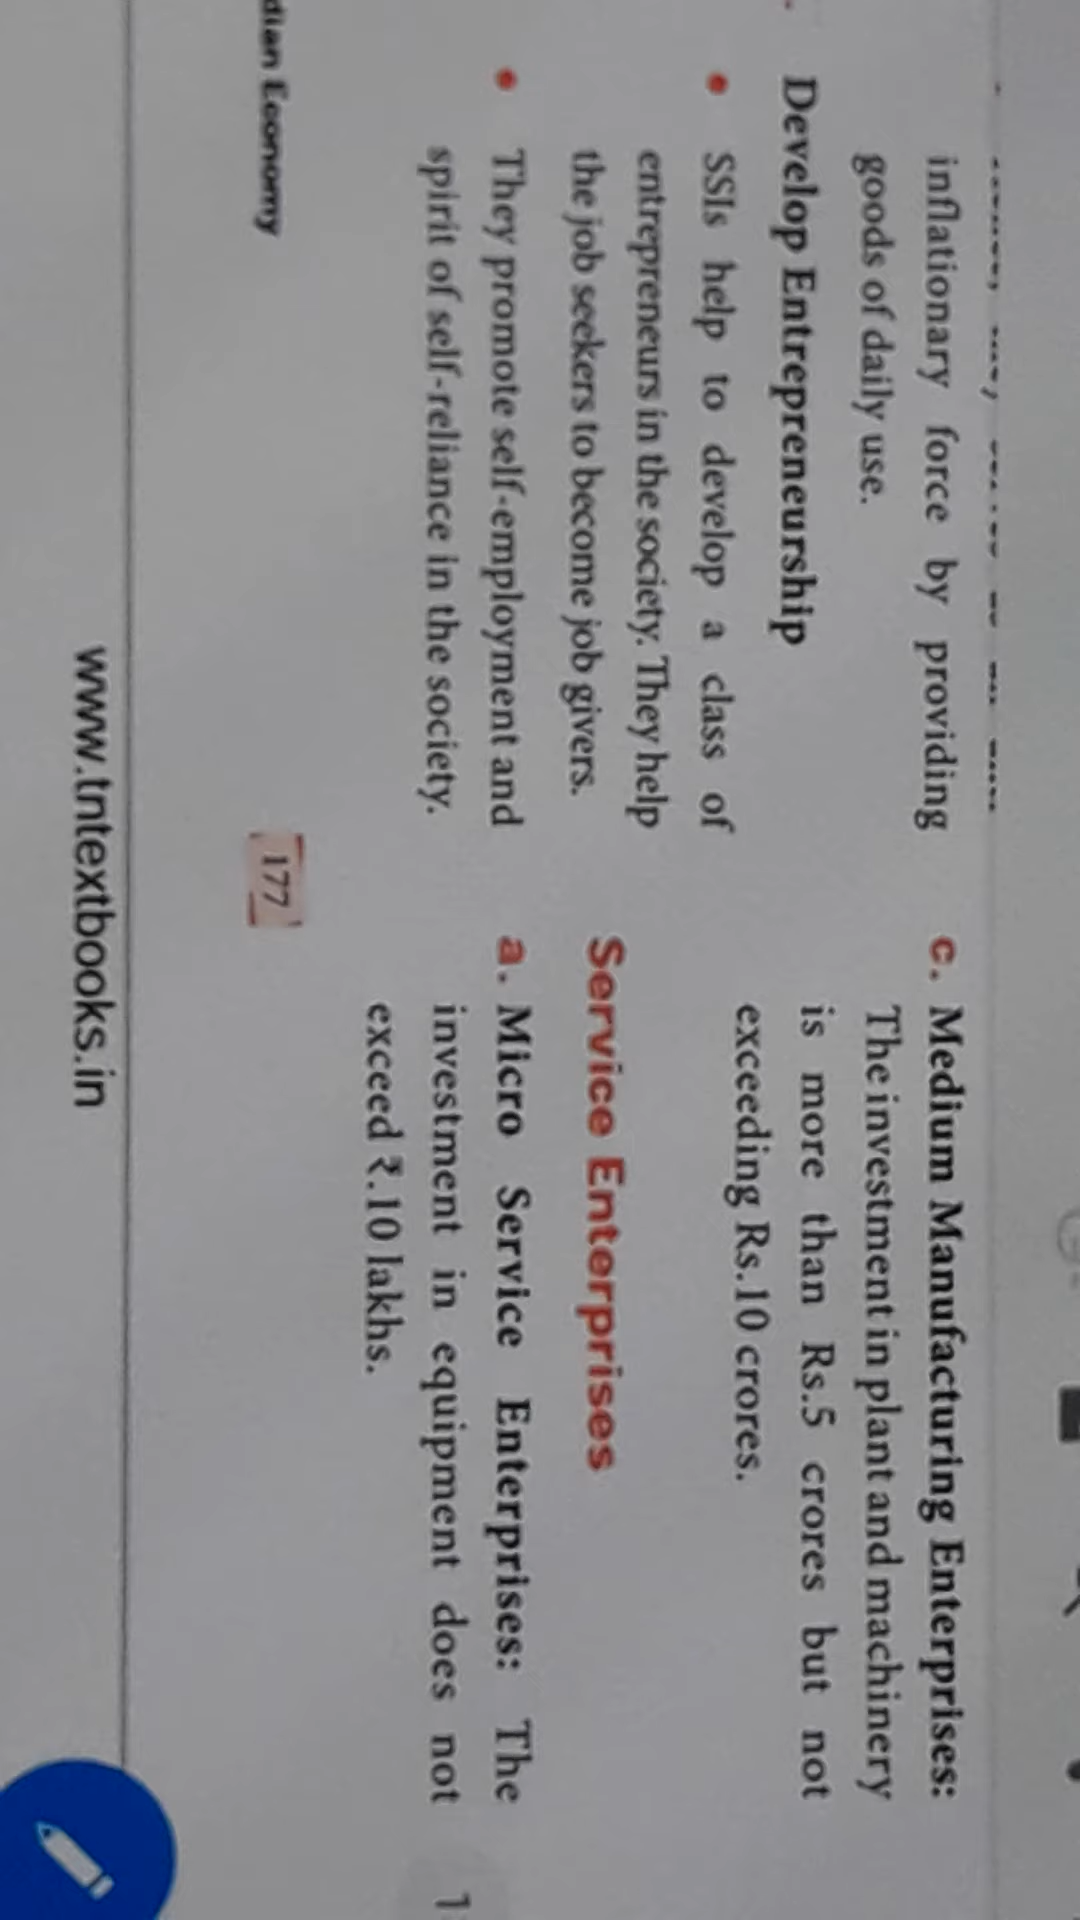 inflationary force by providing
goods of daily use.
Develop Entrepreneurship
• SSIs help to develop a class of
entrepreneurs in the society. They help
the job seekers to become job givers.
• They promote self-employment and
spirit of self-reliance in the society.
c. Medium Manufacturing Enterprises:
The investment in plant and machinery
is more than Rs.5 crores but not
exceeding Rs.10 crores.
Service Enterprises
a. Micro Service Enterprises: The
investment in equipment does not
exceed ₹.10 lakhs.
dian Economy
177
www.tntextbooks.in